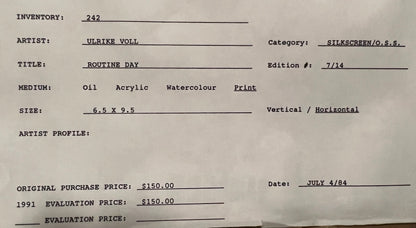 INVENTORY: 242
ARTIST: ULRIKE VOLL Category: SILKSCREEN/O.S.S.
TITLE: ROUTINE DAY Edition #: 7/14
MEDIUM: Oil Acrylic Watercolour Print
SIZE: 6.5 X 9.5 Vertical / Horizontal
ARTIST PROFILE:
ORIGINAL PURCHASE PRICE: $150.00 Date: JULY 4/84
1991 EVALUATION PRICE: $150.00
EVALUATION PRICE: